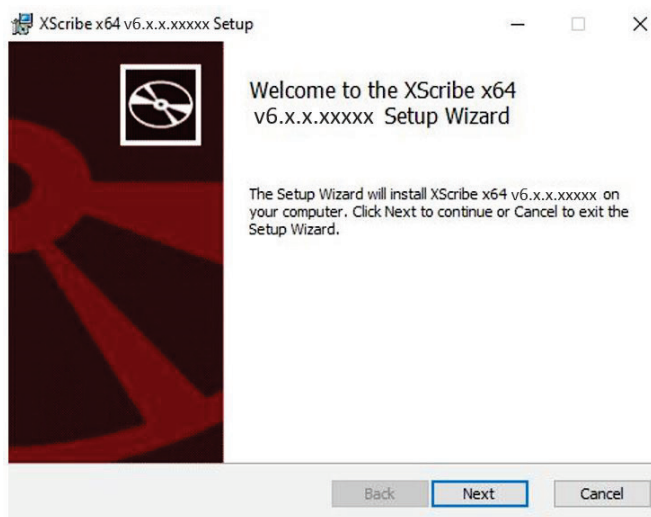 XScribe x64 v6.x.x.xxxxx Setup
Welcome to the XScribe x64
v6.x.x.xxxxx Setup Wizard
The Setup Wizard will install XScribe x64 v6.x.x.xxxxx on
your computer. Click Next to continue or Cancel to exit the
Setup Wizard.
Back Next Cancel